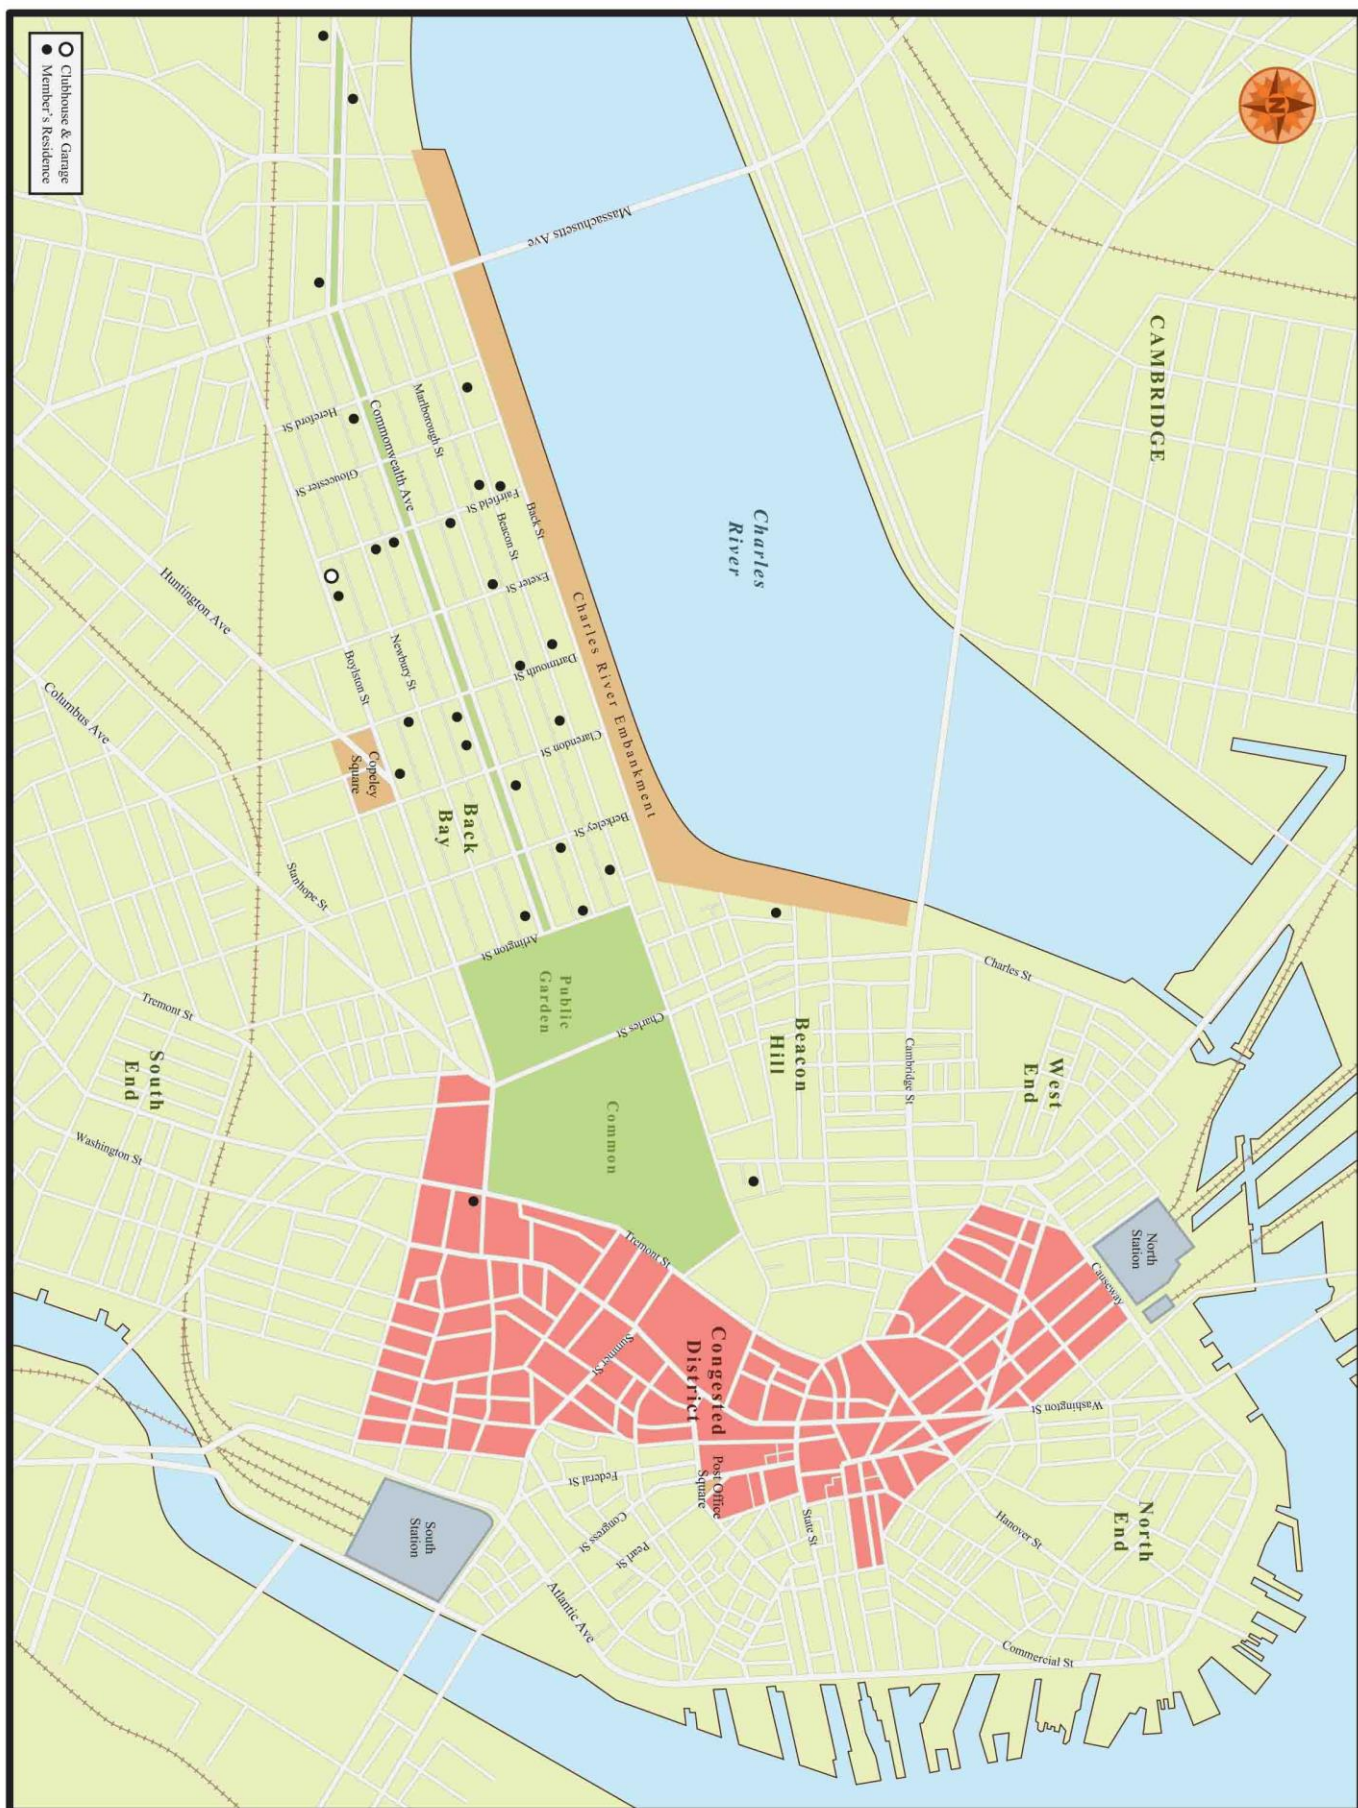 Clubhouse & Garage
Member's Residence
N
CAMBRIDGE
Massachusetts Ave
Charles
River
Charles River Embankment
Back St
Beacon St
Marlborough St
Commonwealth Ave
Newbury St
Boylston St
Hereford St
Gloucester St
Fairfield St
Exeter St
Dartmouth St
Clarendon St
Berkeley St
Arlington St
Huntington Ave
Columbus Ave
Copeley
Square
Back
Bay
Stanhope St
Tremont St
South
End
Washington St
Public
Garden
Charles St
Common
Beacon
Hill
Charles St
Cambridge St
West
End
North
Station
Causeway
Tremont St
Summer St
Congested
District
Washington St
Post Office
Square
State St
Federal St
Congress St
Pearl St
Atlantic Ave
South
Station
Hanover St
North
End
Commercial St